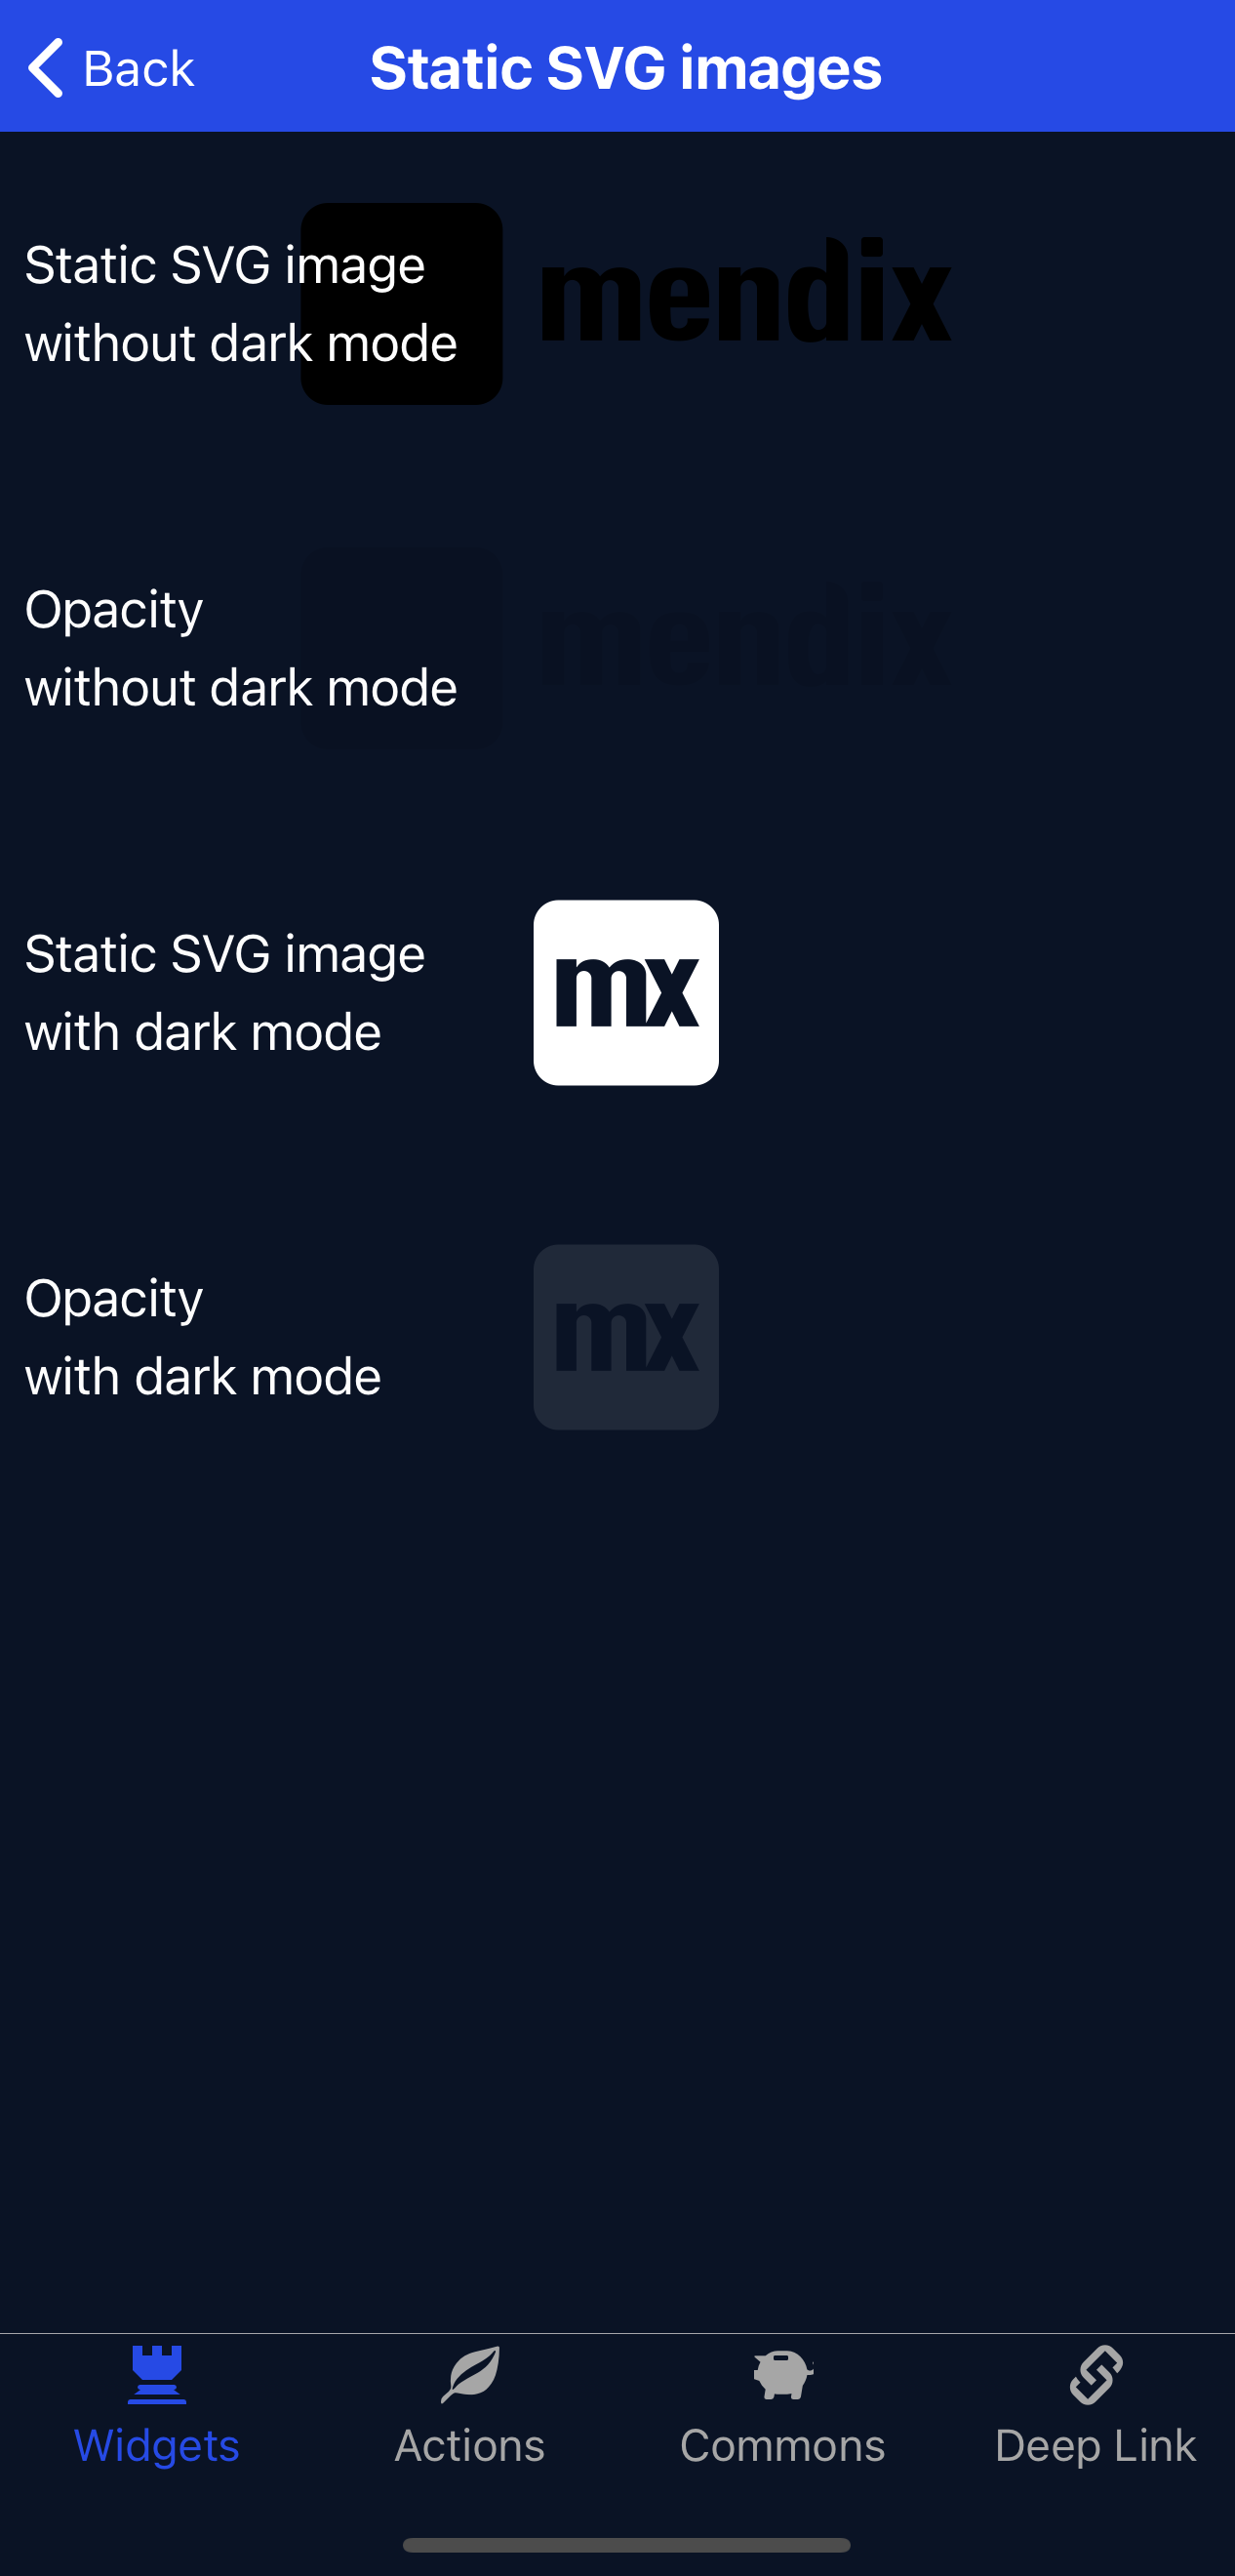 Back
Static SVG images
Static SVG image
without dark mode
mendix
Opacity
without dark mode
mendix
Static SVG image
with dark mode
mx
Opacity
with dark mode
mx
Widgets
Actions
Commons
Deep Link